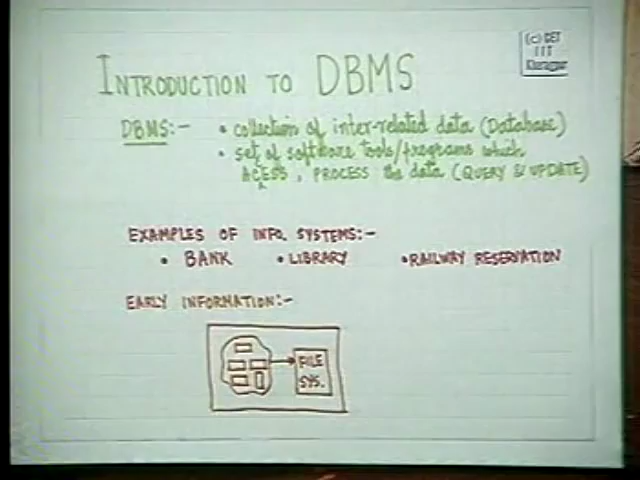 (c) CET
IIT
Kharagpur
INTRODUCTION TO DBMS
DBMS:- • collection of inter-related data (Database)
• set of software tools/programs which
ACESS, PROCESS the data (QUERY & UPDATE)
EXAMPLES OF INFO. SYSTEMS:-
• BANK • LIBRARY • RAILWAY RESERVATION
EARLY INFORMATION:-
FILE
SYS.